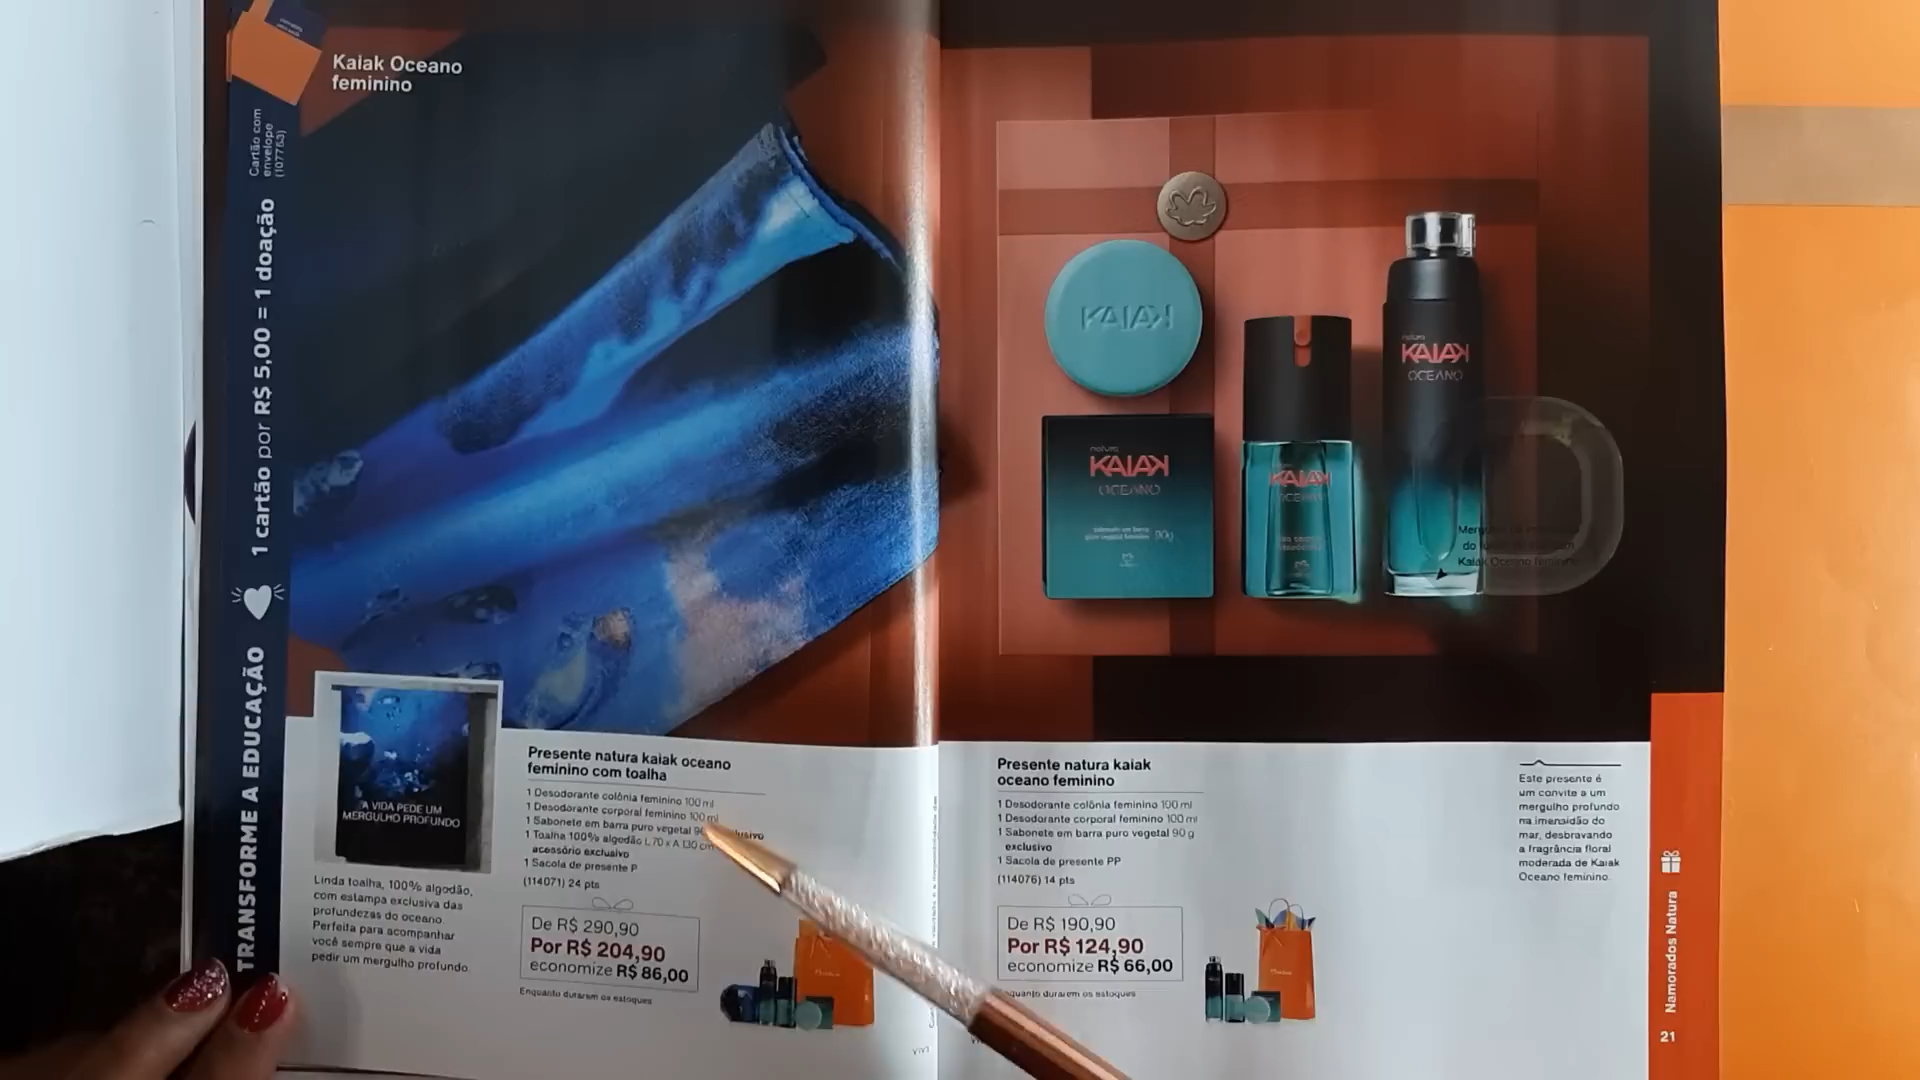 Kaiak Oceano
feminino
Cartão com
envelope
(107763)
TRANSFORME A EDUCAÇÃO
1 cartão por R$ 5,00 = 1 doação
A VIDA PEDE UM
MERGULHO PROFUNDO
Linda toalha, 100% algodão,
com estampa exclusiva das
profundezas do oceano.
Perfeita para acompanhar
você sempre que a vida
pedir um mergulho profundo.
Presente natura kaiak oceano
feminino com toalha
1 Desodorante colônia feminino 100 ml
1 Desodorante corporal feminino 100 ml
1 Sabonete em barra puro vegetal
1 Toalha 100% algodão L 70 x A 130 cm
acessório exclusivo
1 Sacola de presente P
(114071) 24 pts
De R$ 290,90
Por R$ 204,90
economize R$ 86,00
Enquanto durarem os estoques
KAIAK
natura
KAIAK
OCEANO
90g
KAIAK
OCEANO
natura
KAIAK
OCEANO
Kaiak Oceano
Presente natura kaiak
oceano feminino
1 Desodorante colônia feminino 100 ml
1 Desodorante corporal feminino 100 ml
1 Sabonete em barra puro vegetal 90 g
exclusivo
1 Sacola de presente PP
(114076) 14 pts
De R$ 190,90
Por R$ 124,90
economize R$ 66,00
durarem os estoques
Este presente é
um convite a um
mergulho profundo
na imensidão do
mar, desbravando
a fragrância floral
moderada de Kaiak
Oceano feminino.
Namorados Natura
21